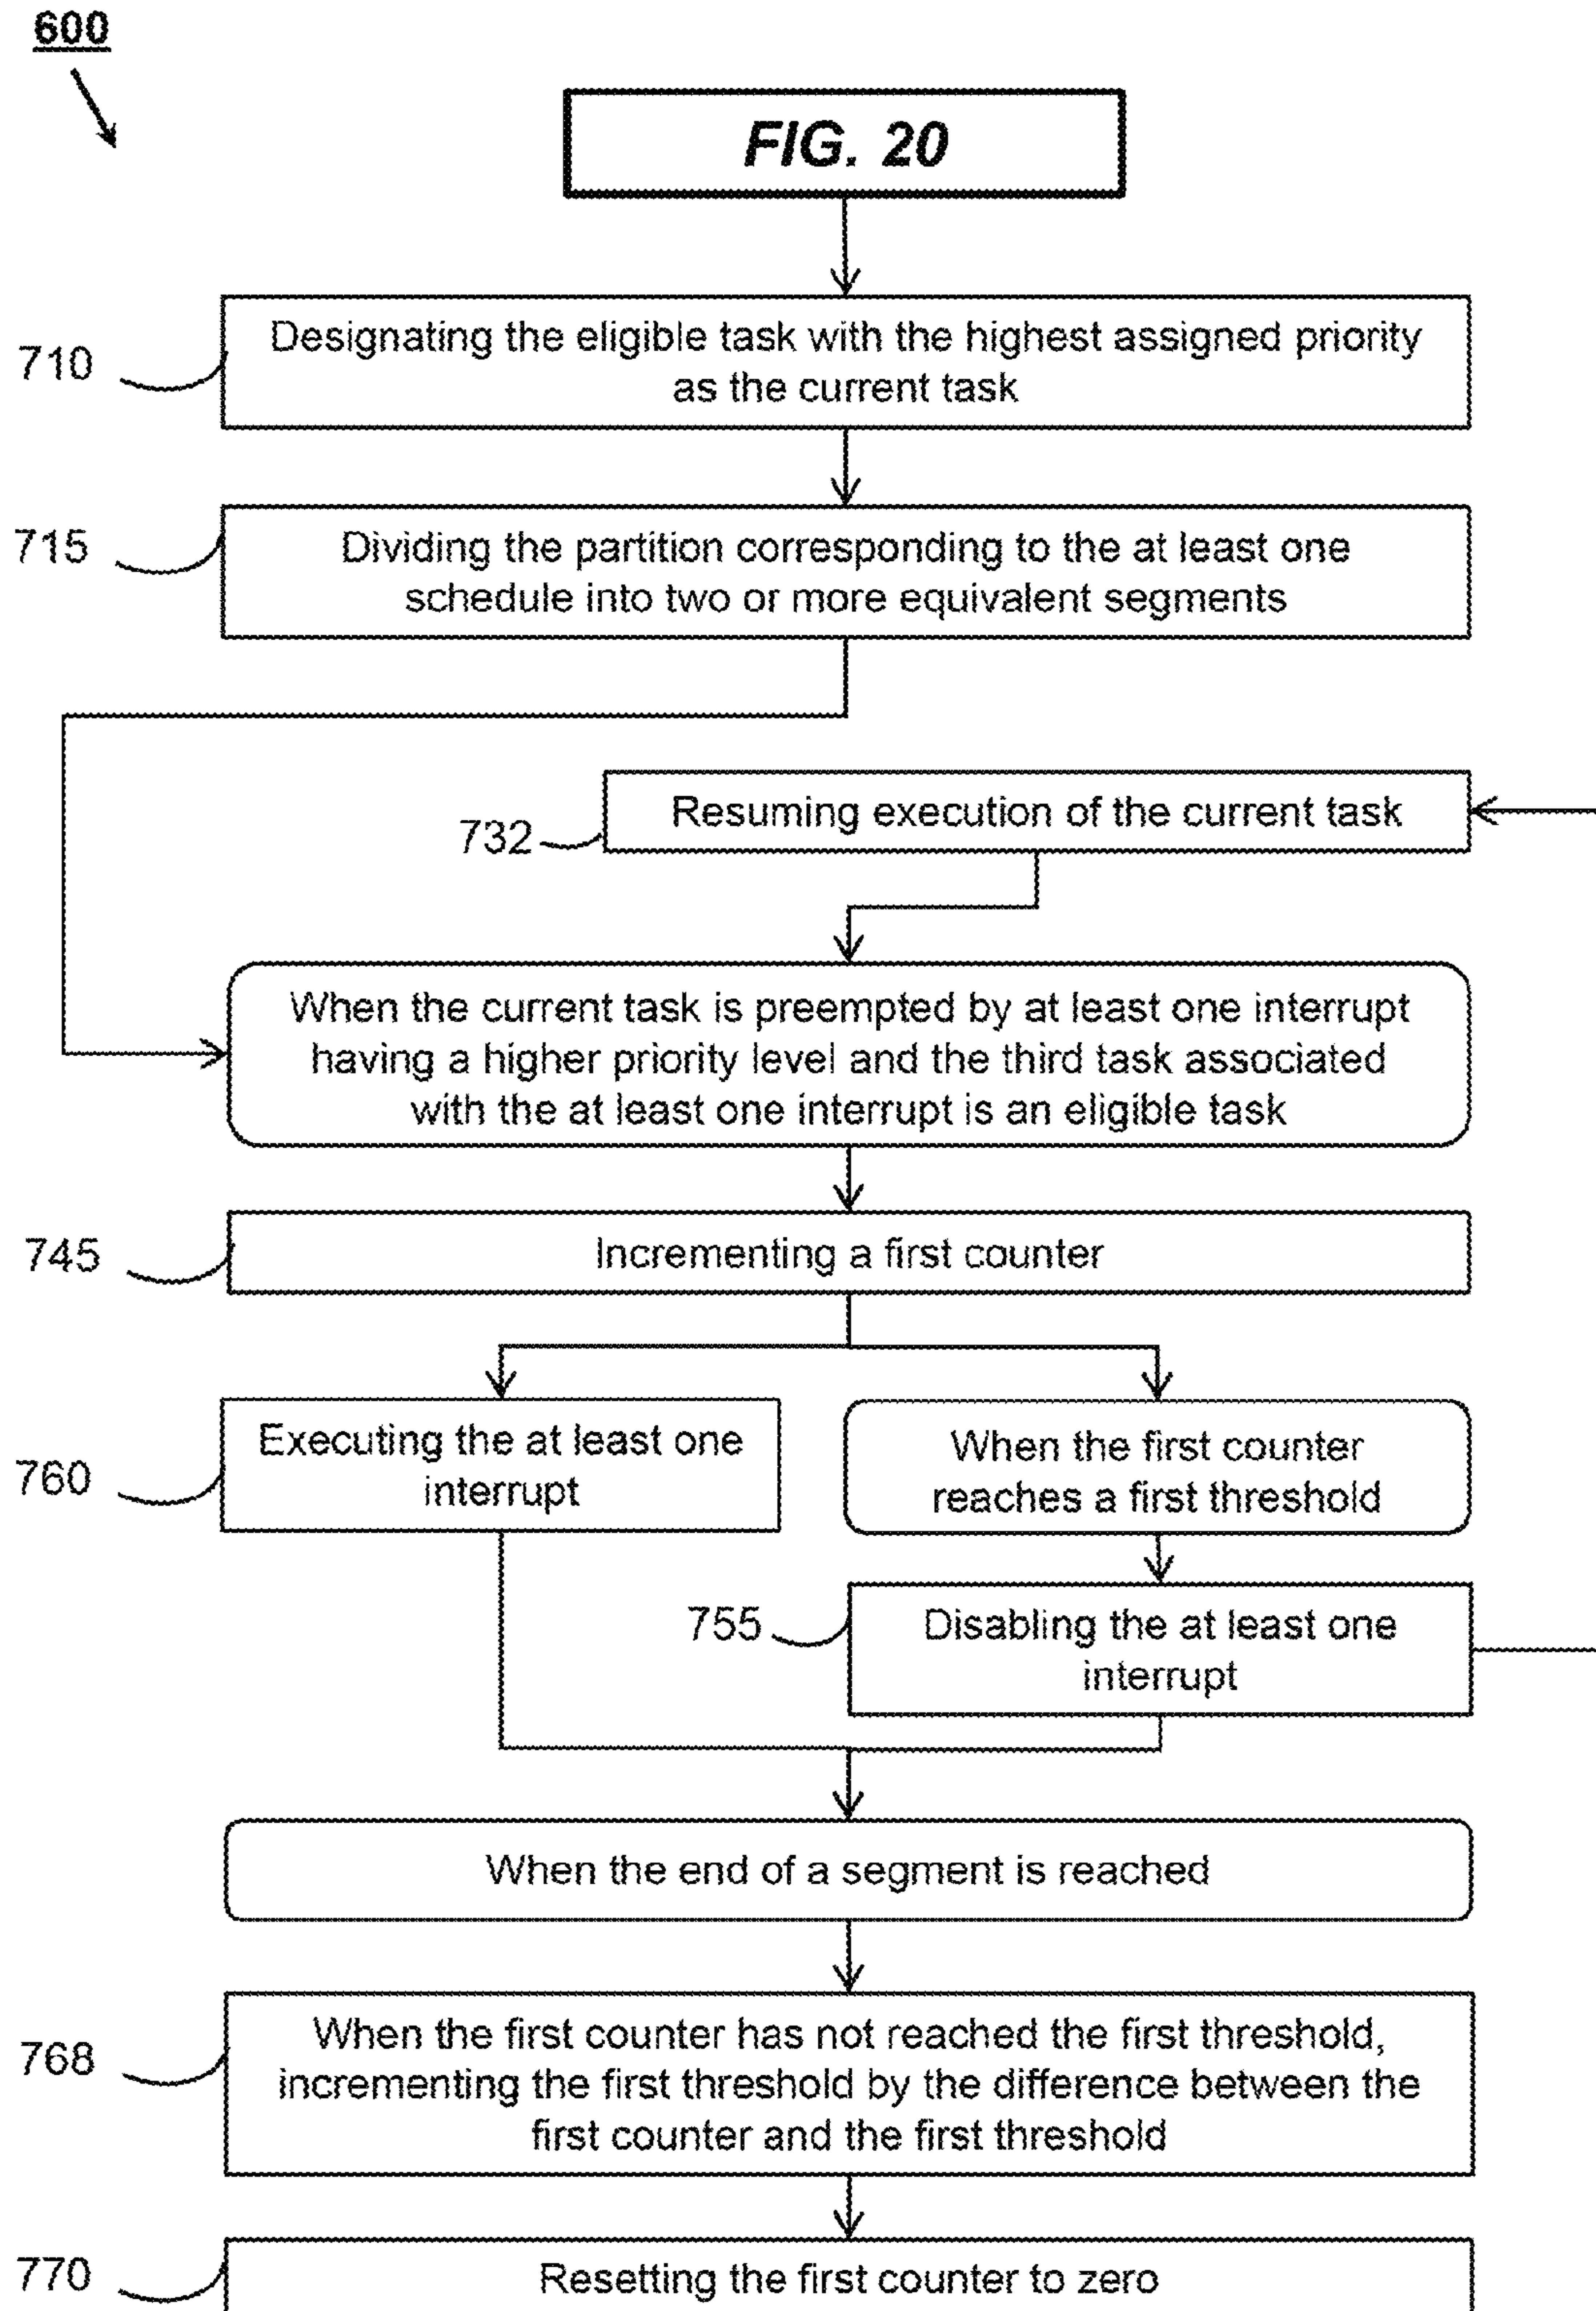 600
FIG. 20
710
Designating the eligible task with the highest assigned priority
as the current task
715
Dividing the partition corresponding to the at least one
schedule into two or more equivalent segments
732
Resuming execution of the current task
When the current task is preempted by at least one interrupt
having a higher priority level and the third task associated
with the at least one interrupt is an eligible task
745
Incrementing a first counter
760
Executing the at least one
interrupt
When the first counter
reaches a first threshold
755
Disabling the at least one
interrupt
When the end of a segment is reached
768
When the first counter has not reached the first threshold,
incrementing the first threshold by the difference between the
first counter and the first threshold
770
Resetting the first counter to zero